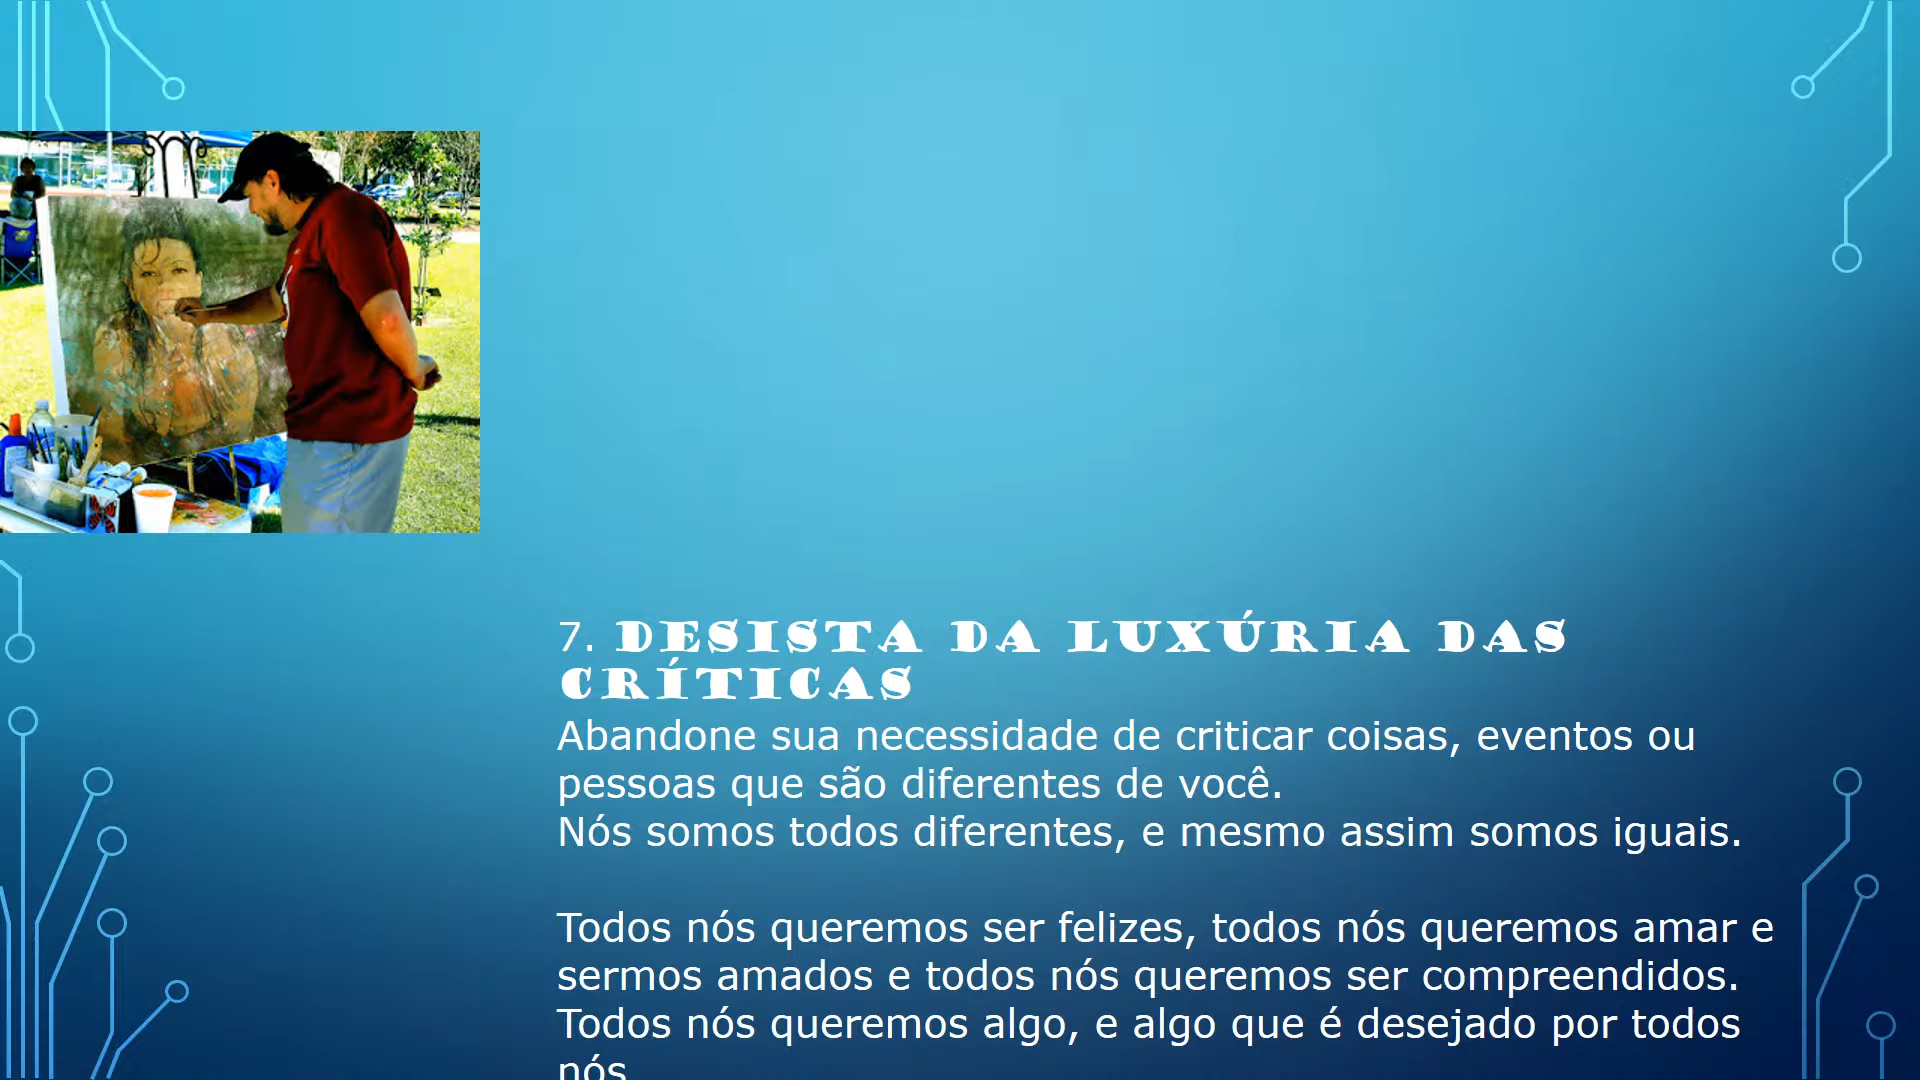 7. DESISTA DA LUXÚRIA DAS
CRÍTICAS
Abandone sua necessidade de criticar coisas, eventos ou
pessoas que são diferentes de você.
Nós somos todos diferentes, e mesmo assim somos iguais.
Todos nós queremos ser felizes, todos nós queremos amar e
sermos amados e todos nós queremos ser compreendidos.
Todos nós queremos algo, e algo que é desejado por todos
nós